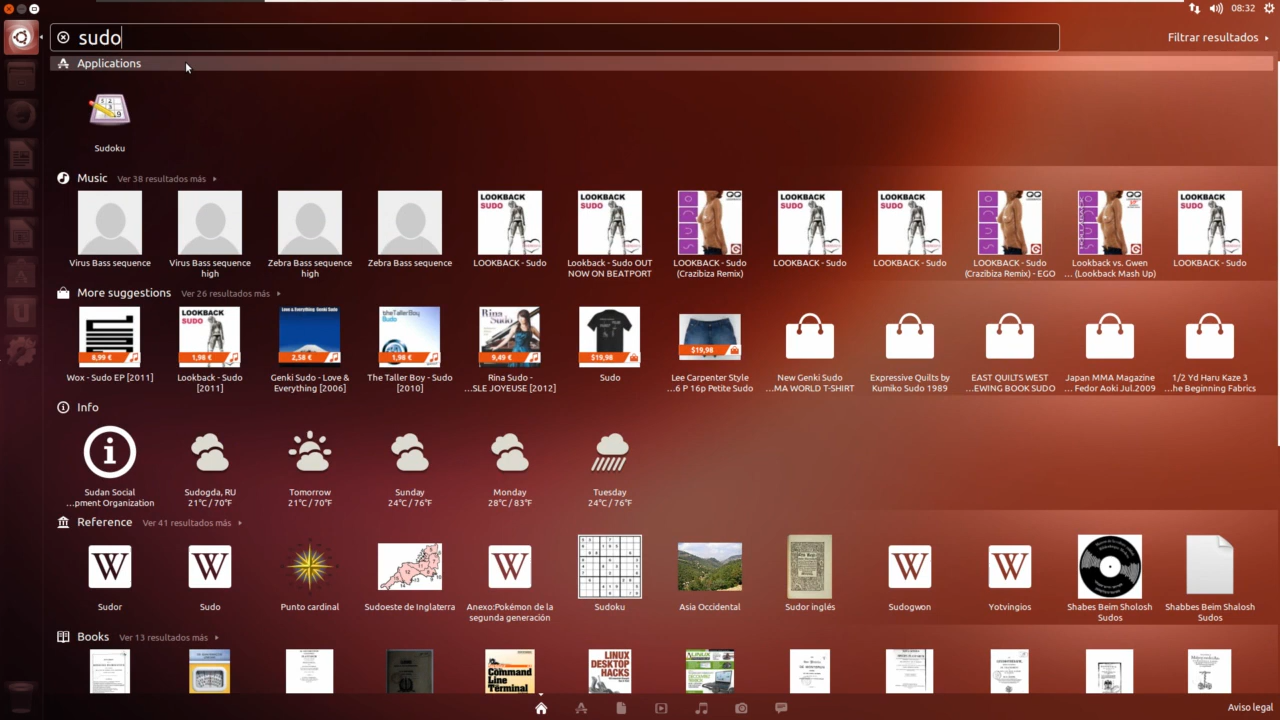 08:32
sudo
Filtrar resultados
Applications
Sudoku
Music Ver 38 resultados más
Virus Bass sequence
Virus Bass sequence
high
Zebra Bass sequence
high
Zebra Bass sequence
LOOKBACK - Sudo
Lookback - Sudo OUT
NOW ON BEATPORT
LOOKBACK - Sudo
(Crazibiza Remix)
LOOKBACK - Sudo
LOOKBACK - Sudo
LOOKBACK - Sudo
(Crazibiza Remix) - EGO
Lookback vs. Gwen
... (Lookback Mash Up)
LOOKBACK - Sudo
More suggestions Ver 26 resultados más
8,99 €
Wox - Sudo EP [2011]
1,98 €
Lookback - Sudo
[2011]
2,58 €
Genki Sudo - Love &
Everything [2006]
1,98 €
The Taller Boy - Sudo
[2010]
9,49 €
Rina Sudo -
...SLE JOYEUSE [2012]
$19,98
Sudo
$19,98
Lee Carpenter Style
...6 P 16p Petite Sudo
New Genki Sudo
...MA WORLD T-SHIRT
Expressive Quilts by
Kumiko Sudo 1989
EAST QUILTS WEST
...EWING BOOK SUDO
Japan MMA Magazine
... Fedor Aoki Jul.2009
1/2 Yd Haru Kaze 3
...he Beginning Fabrics
Info
Sudan Social
...pment Organization
Sudogda, RU
21°C / 70°F
Tomorrow
21°C / 70°F
Sunday
24°C / 76°F
Monday
28°C / 83°F
Tuesday
24°C / 76°F
Reference Ver 41 resultados más
Sudor
Sudo
Punto cardinal
Sudoeste de Inglaterra
Anexo:Pokémon de la
segunda generación
Sudoku
Asia Occidental
Sudor inglés
Sudogwon
Yotvingios
Shabes Beim Sholosh
Sudos
Shabbes Beim Shalosh
Sudos
Books Ver 13 resultados más
Command
Line
Terminal
LINUX
DESKTOP
HACKS
Aviso legal